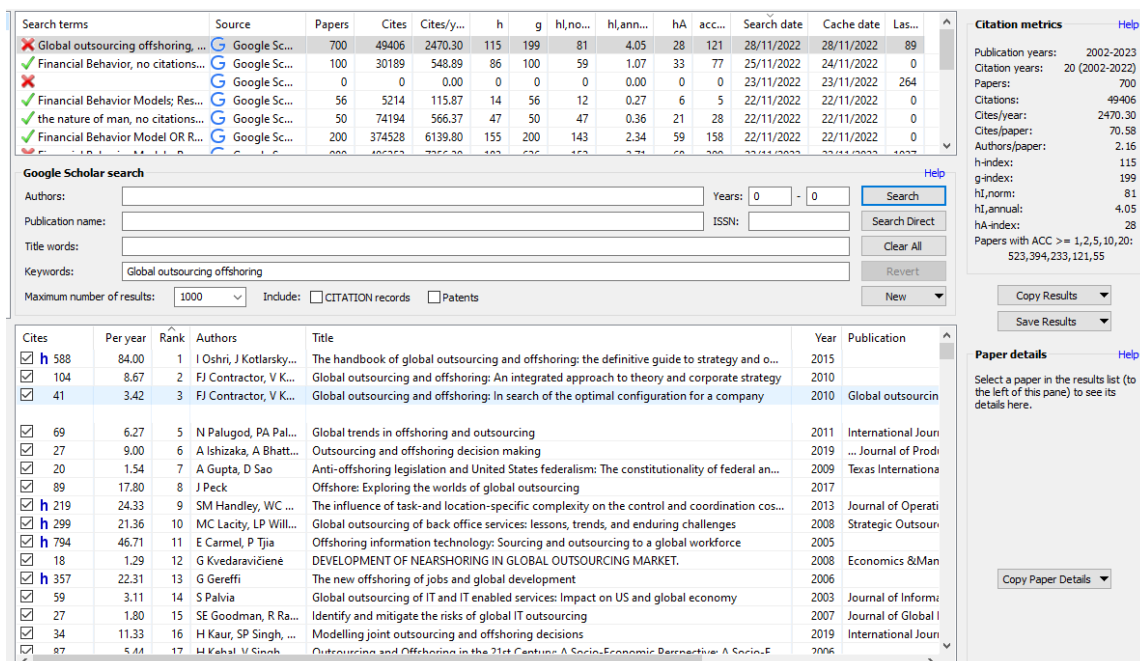 Search terms Source Papers Cites Cites/y... h g hI,no... hI,ann... hA acc... Search date Cache date Las...
Global outsourcing offshoring, ... Google Sc... 700 49406 2470.30 115 199 81 4.05 28 121 28/11/2022 28/11/2022 89
Financial Behavior, no citations... Google Sc... 100 30189 548.89 86 100 59 1.07 33 77 25/11/2022 24/11/2022 0
Google Sc... 0 0 0.00 0 0 0 0.00 0 0 23/11/2022 23/11/2022 264
Financial Behavior Models; Res... Google Sc... 56 5214 115.87 14 56 12 0.27 6 5 22/11/2022 22/11/2022 0
the nature of man, no citations... Google Sc... 50 74194 566.37 47 50 47 0.36 21 28 22/11/2022 22/11/2022 0
Financial Behavior Model OR R... Google Sc... 200 374528 6139.80 155 200 143 2.34 59 158 22/11/2022 22/11/2022 0
Google Scholar search Help
Authors: Years: 0 - 0 Search
Publication name: ISSN: Search Direct
Title words: Clear All
Keywords: Global outsourcing offshoring Revert
Maximum number of results: 1000 Include: CITATION records Patents New
Cites Per year Rank Authors Title Year Publication
h 588 84.00 1 I Oshri, J Kotlarsky... The handbook of global outsourcing and offshoring: the definitive guide to strategy and o... 2015
104 8.67 2 FJ Contractor, V K... Global outsourcing and offshoring: An integrated approach to theory and corporate strategy 2010
41 3.42 3 FJ Contractor, V K... Global outsourcing and offshoring: In search of the optimal configuration for a company 2010 Global outsourcin
69 6.27 5 N Palugod, PA Pal... Global trends in offshoring and outsourcing 2011 International Journ
27 9.00 6 A Ishizaka, A Bhatt... Outsourcing and offshoring decision making 2019 ... Journal of Produ
20 1.54 7 A Gupta, D Sao Anti-offshoring legislation and United States federalism: The constitutionality of federal an... 2009 Texas Internationa
89 17.80 8 J Peck Offshore: Exploring the worlds of global outsourcing 2017
h 219 24.33 9 SM Handley, WC ... The influence of task-and location-specific complexity on the control and coordination cos... 2013 Journal of Operati
h 299 21.36 10 MC Lacity, LP Will... Global outsourcing of back office services: lessons, trends, and enduring challenges 2008 Strategic Outsour
h 794 46.71 11 E Carmel, P Tjia Offshoring information technology: Sourcing and outsourcing to a global workforce 2005
18 1.29 12 G Kvedaravičienė DEVELOPMENT OF NEARSHORING IN GLOBAL OUTSOURCING MARKET. 2008 Economics &Man
h 357 22.31 13 G Gereffi The new offshoring of jobs and global development 2006
59 3.11 14 S Palvia Global outsourcing of IT and IT enabled services: Impact on US and global economy 2003 Journal of Informa
27 1.80 15 SE Goodman, R Ra... Identify and mitigate the risks of global IT outsourcing 2007 Journal of Global I
34 11.33 16 H Kaur, SP Singh, ... Modelling joint outsourcing and offshoring decisions 2019 International Journ
87 5.44 17 H Kehal, V Singh Outsourcing and Offshoring in the 21st Century: A Socio-Economic Perspective: A Socio-E 2006
Citation metrics Help
Publication years: 2002-2023
Citation years: 20 (2002-2022)
Papers: 700
Citations: 49406
Cites/year: 2470.30
Cites/paper: 70.58
Authors/paper: 2.16
h-index: 115
g-index: 199
hI,norm: 81
hI,annual: 4.05
hA-index: 28
Papers with ACC >= 1,2,5,10,20:
523,394,233,121,55
Copy Results
Save Results
Paper details Help
Select a paper in the results list (to
the left of this pane) to see its
details here.
Copy Paper Details